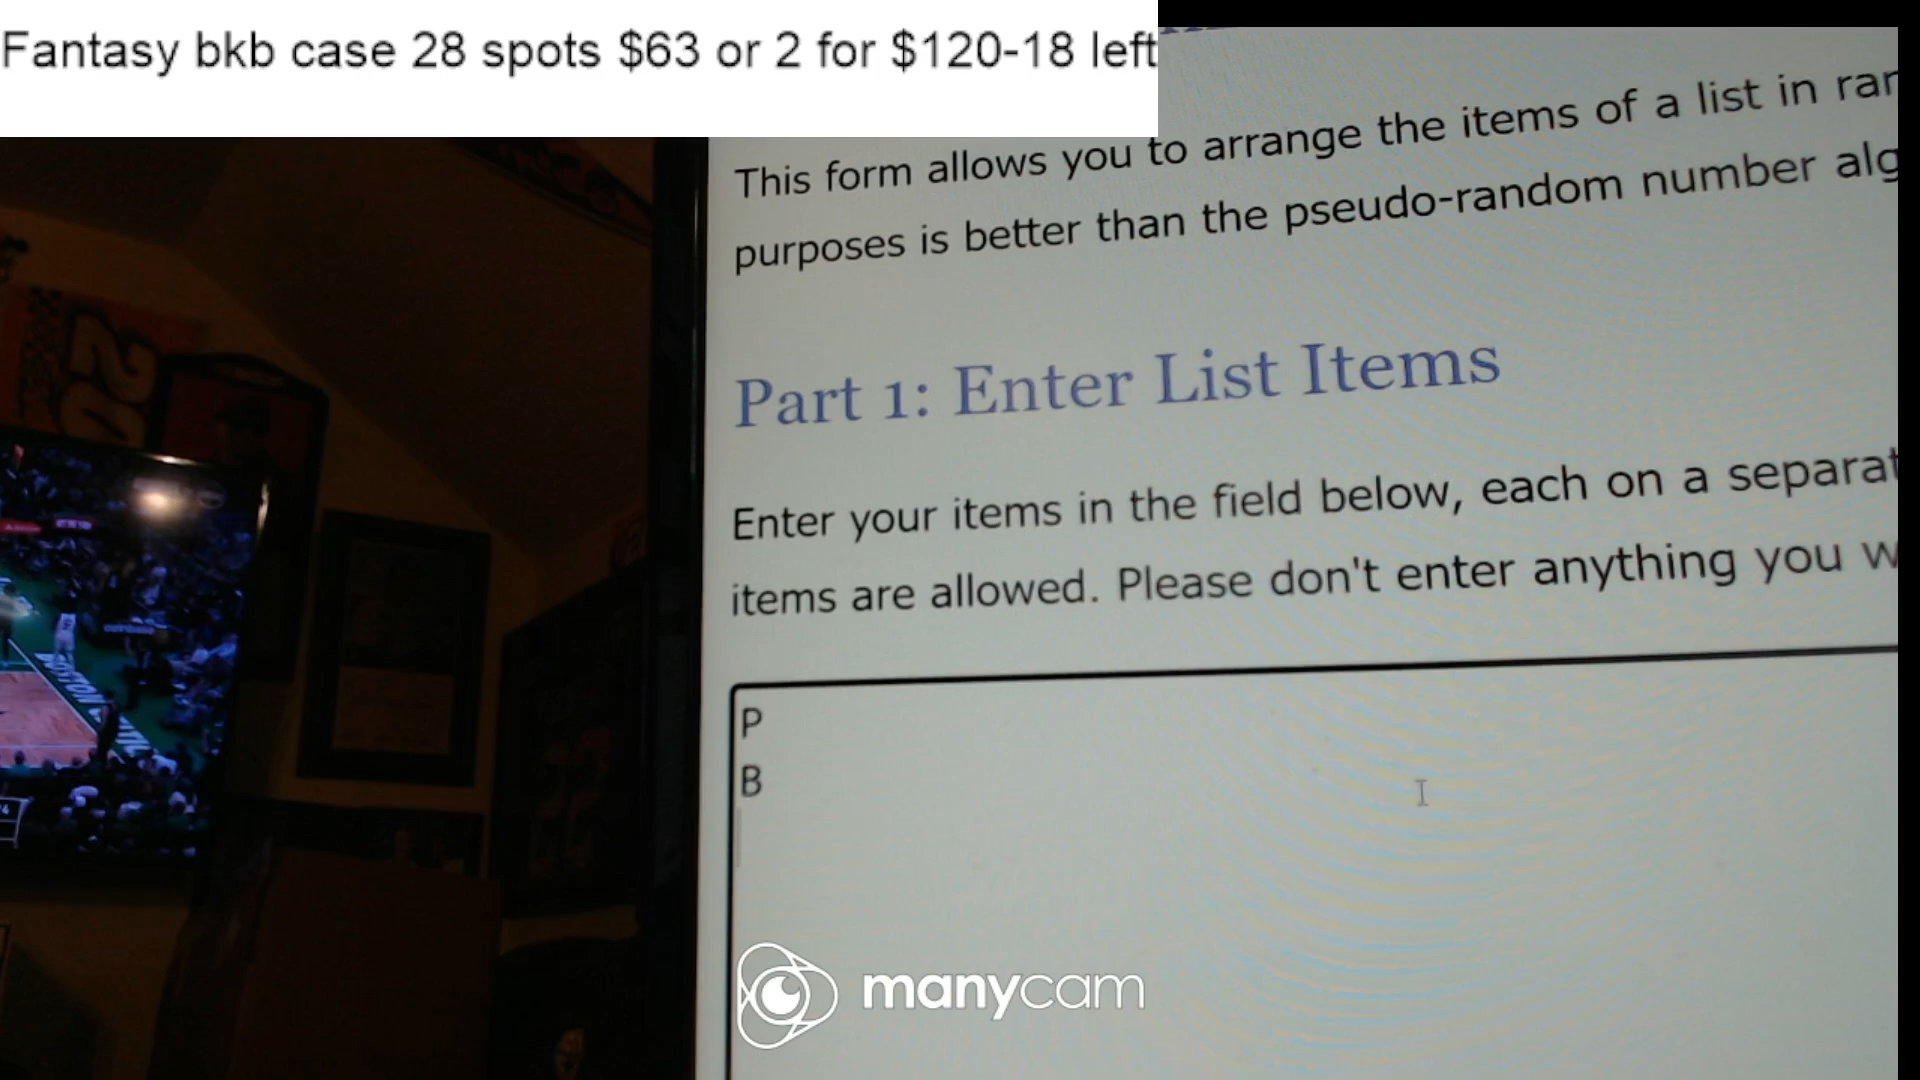 Fantasy bkb case 28 spots $63 or 2 for $120-18 left
This form allows you to arrange the items of a list in ran
purposes is better than the pseudo-random number alg
Part 1: Enter List Items
Enter your items in the field below, each on a separat
items are allowed. Please don't enter anything you w
P
B
manycam